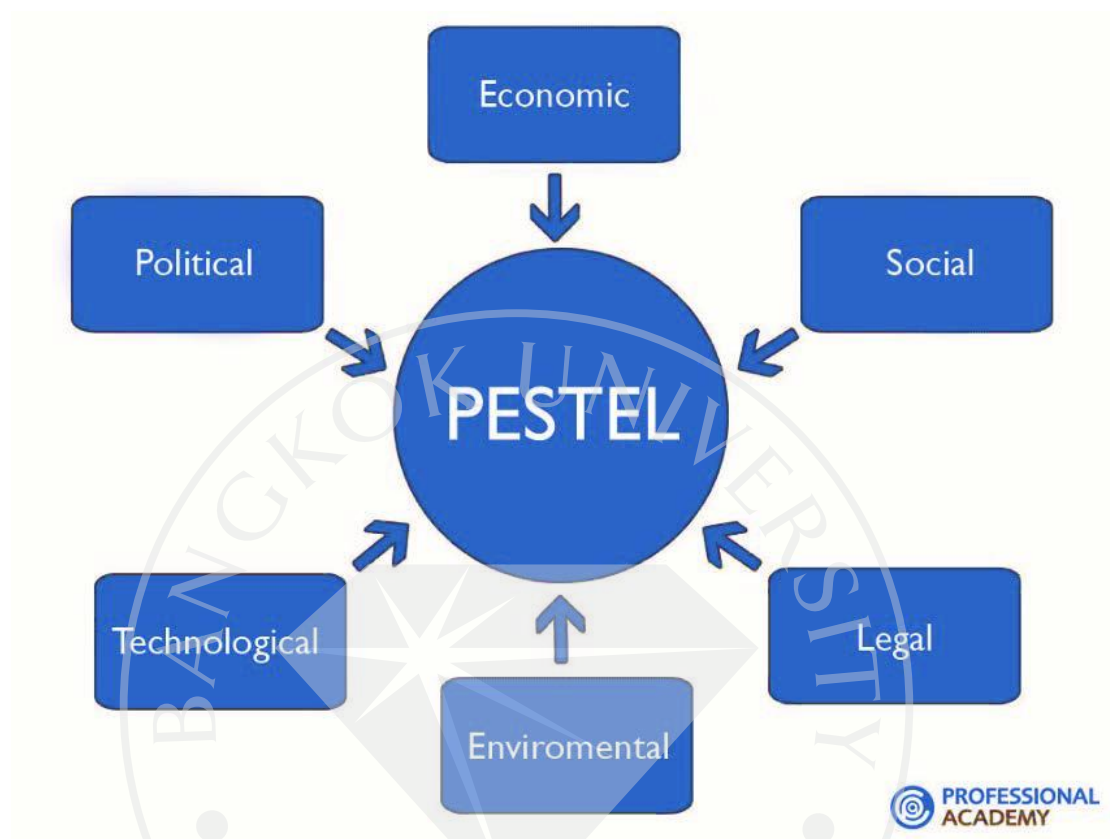 Economic
Political
Social
PESTEL
BANGKOK UNIVERSITY
Technological
Legal
Enviromental
PROFESSIONAL
ACADEMY